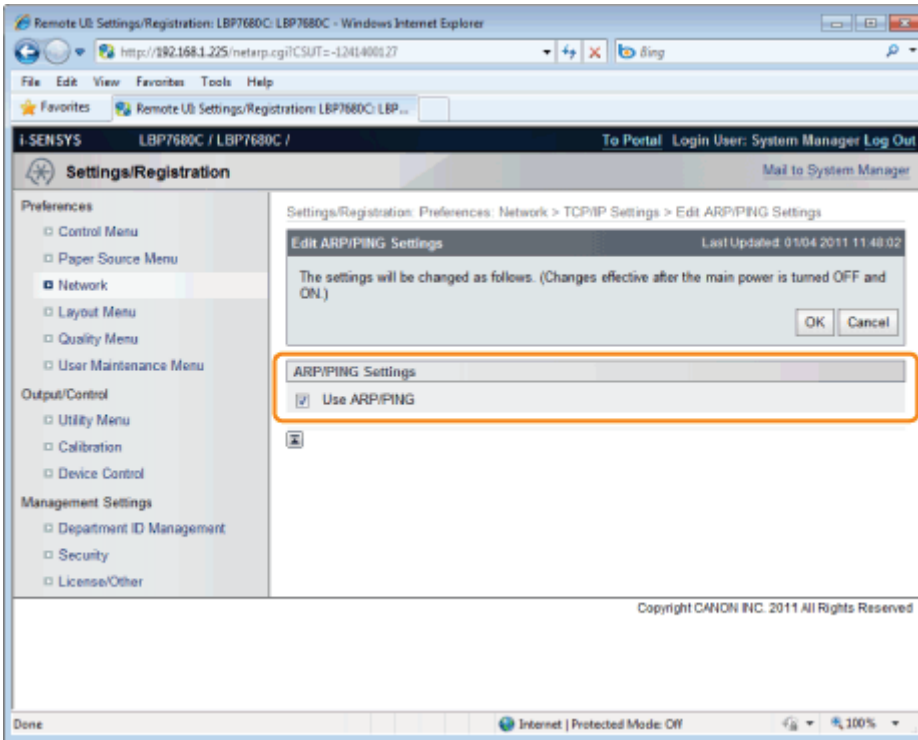 Remote UI: Settings/Registration: LBP7680C: LBP7680C - Windows Internet Explorer
http://192.168.1.225/netarp.cgi?CSUT=-1241400127
Bing
File Edit View Favorites Tools Help
Favorites
Remote UI: Settings/Registration: LBP7680C: LBP...
i-SENSYS LBP7680C / LBP7680C /
To Portal Login User: System Manager Log Out
Settings/Registration
Mail to System Manager
Preferences
Control Menu
Paper Source Menu
Network
Layout Menu
Quality Menu
User Maintenance Menu
Output/Control
Utility Menu
Calibration
Device Control
Management Settings
Department ID Management
Security
License/Other
Settings/Registration: Preferences: Network > TCP/IP Settings > Edit ARP/PING Settings
Edit ARP/PING Settings
Last Updated: 01/04 2011 11:48:02
The settings will be changed as follows. (Changes effective after the main power is turned OFF and
ON.)
OK Cancel
ARP/PING Settings
Use ARP/PING
Copyright CANON INC. 2011 All Rights Reserved
Done
Internet | Protected Mode: Off
100%